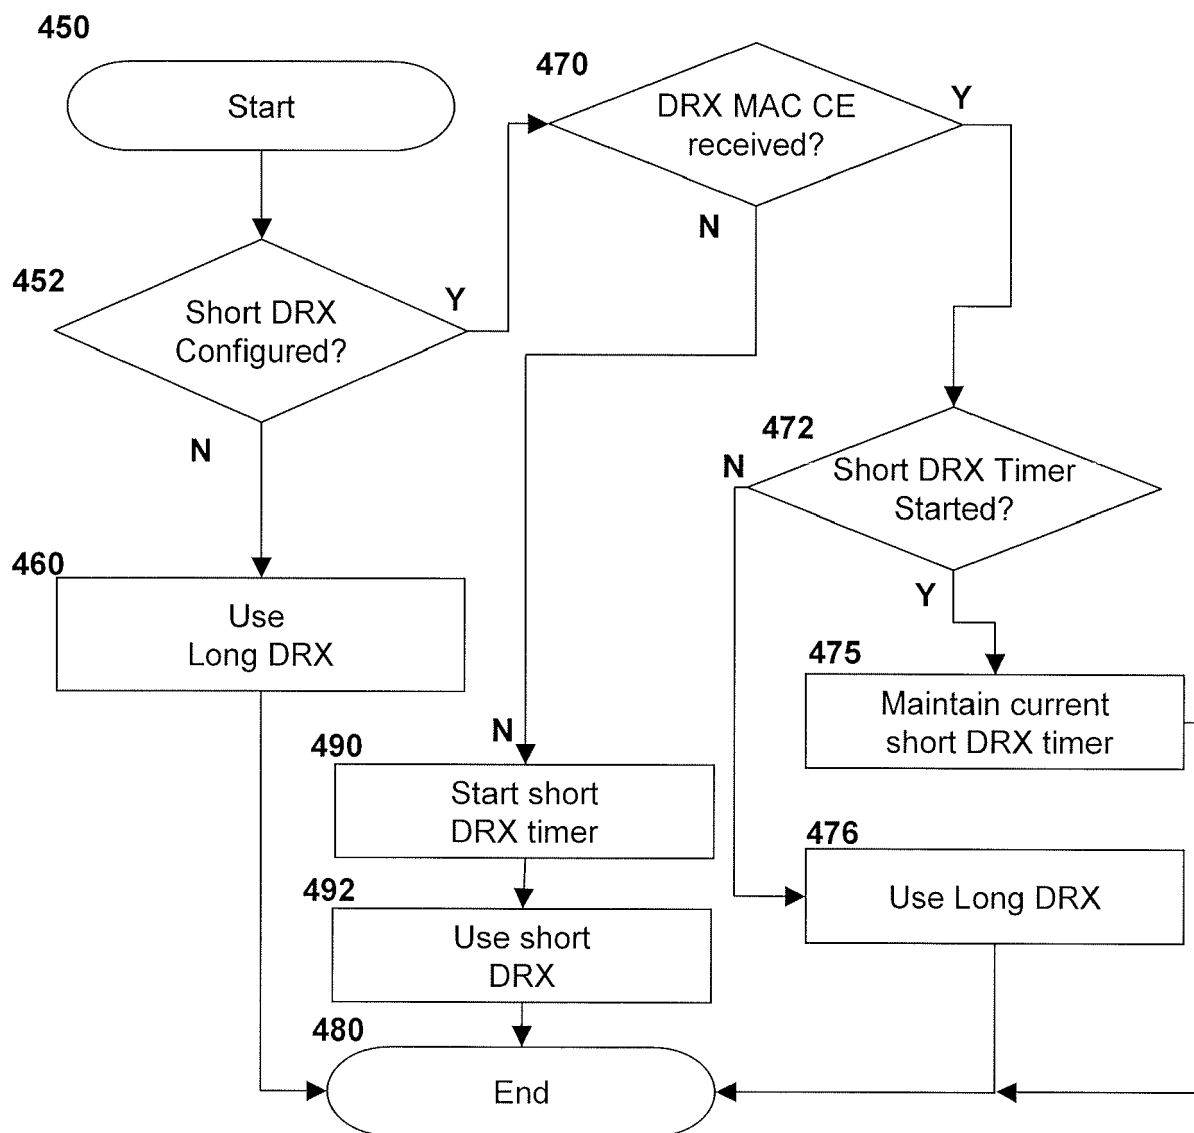 450
Start
470
DRX MAC CE
received?
Y
N
452
Short DRX
Configured?
Y
N
472
Short DRX Timer
Started?
N
Y
460
Use
Long DRX
475
Maintain current
short DRX timer
N
490
Start short
DRX timer
476
Use Long DRX
492
Use short
DRX
480
End